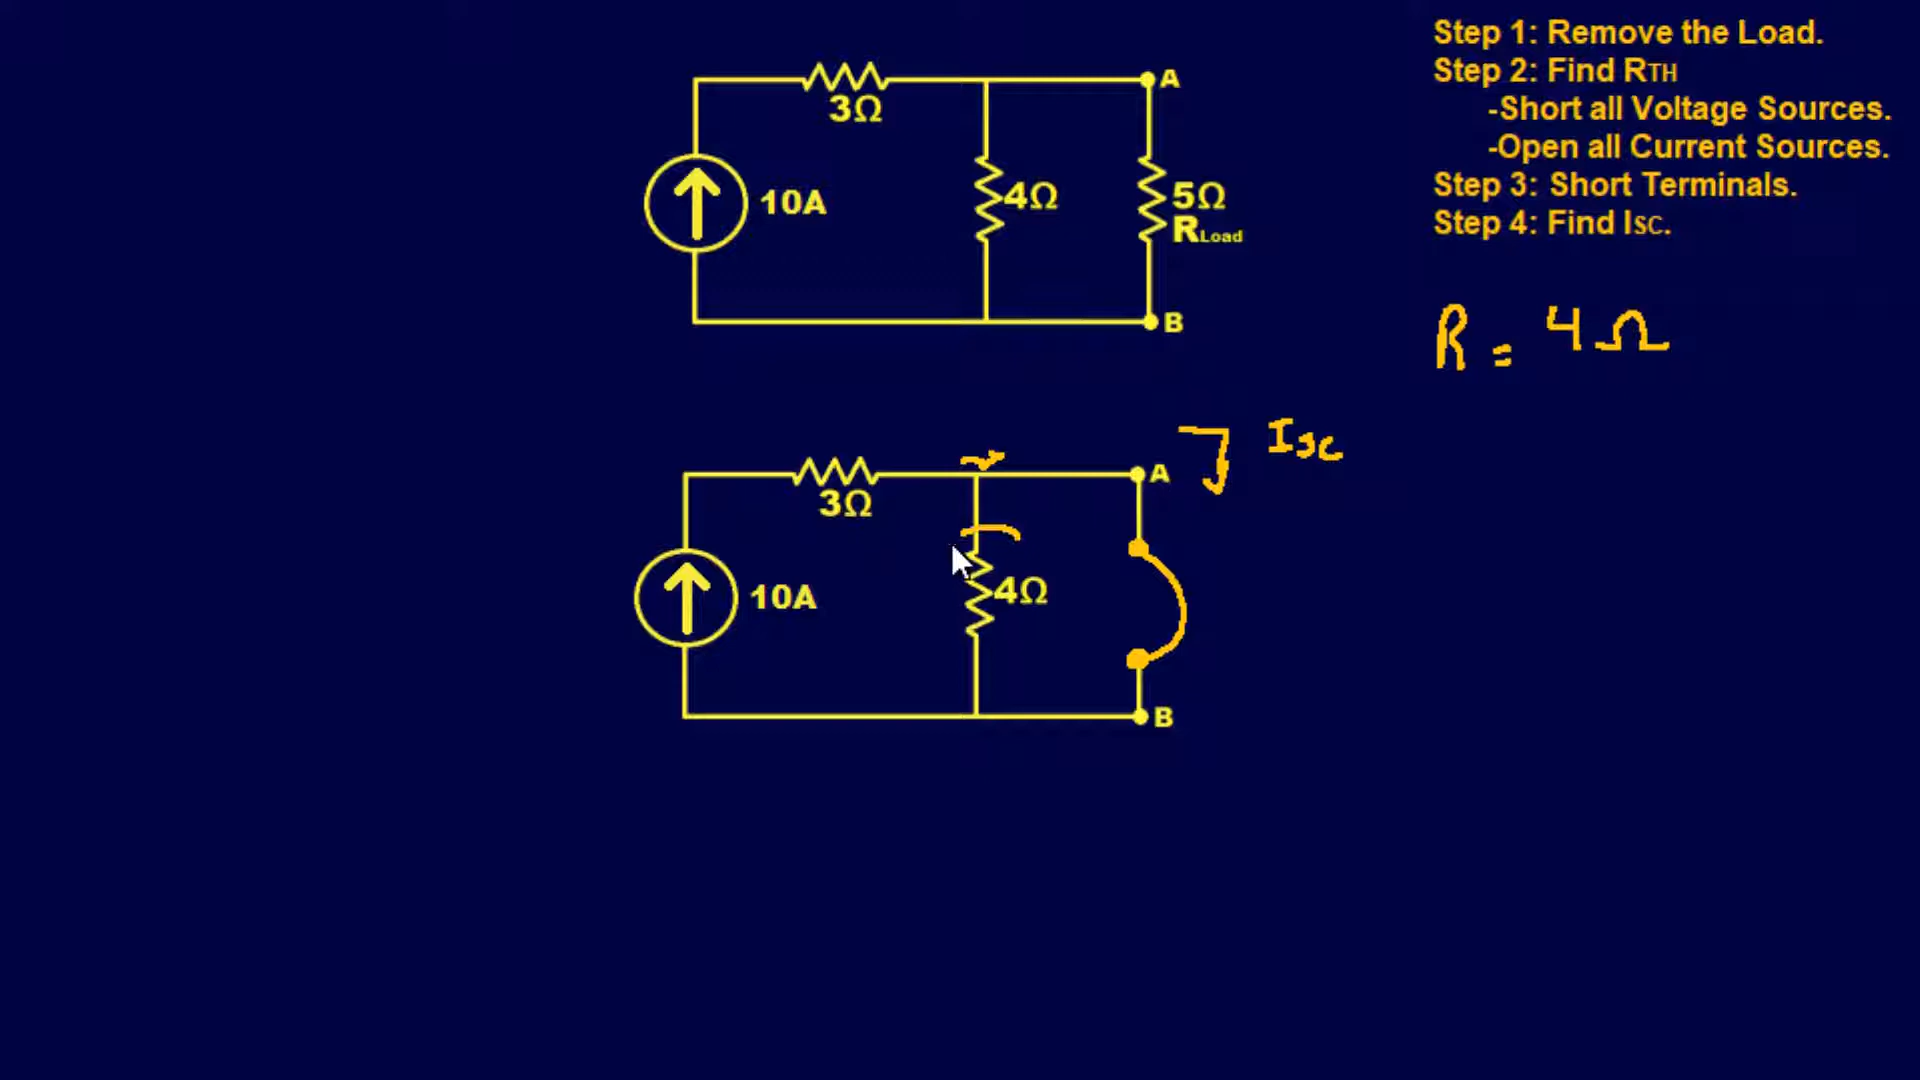 Step 1: Remove the Load.
Step 2: Find RTH
-Short all Voltage Sources.
-Open all Current Sources.
Step 3: Short Terminals.
Step 4: Find ISC.
R = 4Ω
A
3Ω
10A
4Ω
5Ω
RLoad
B
Isc
A
3Ω
10A
4Ω
B